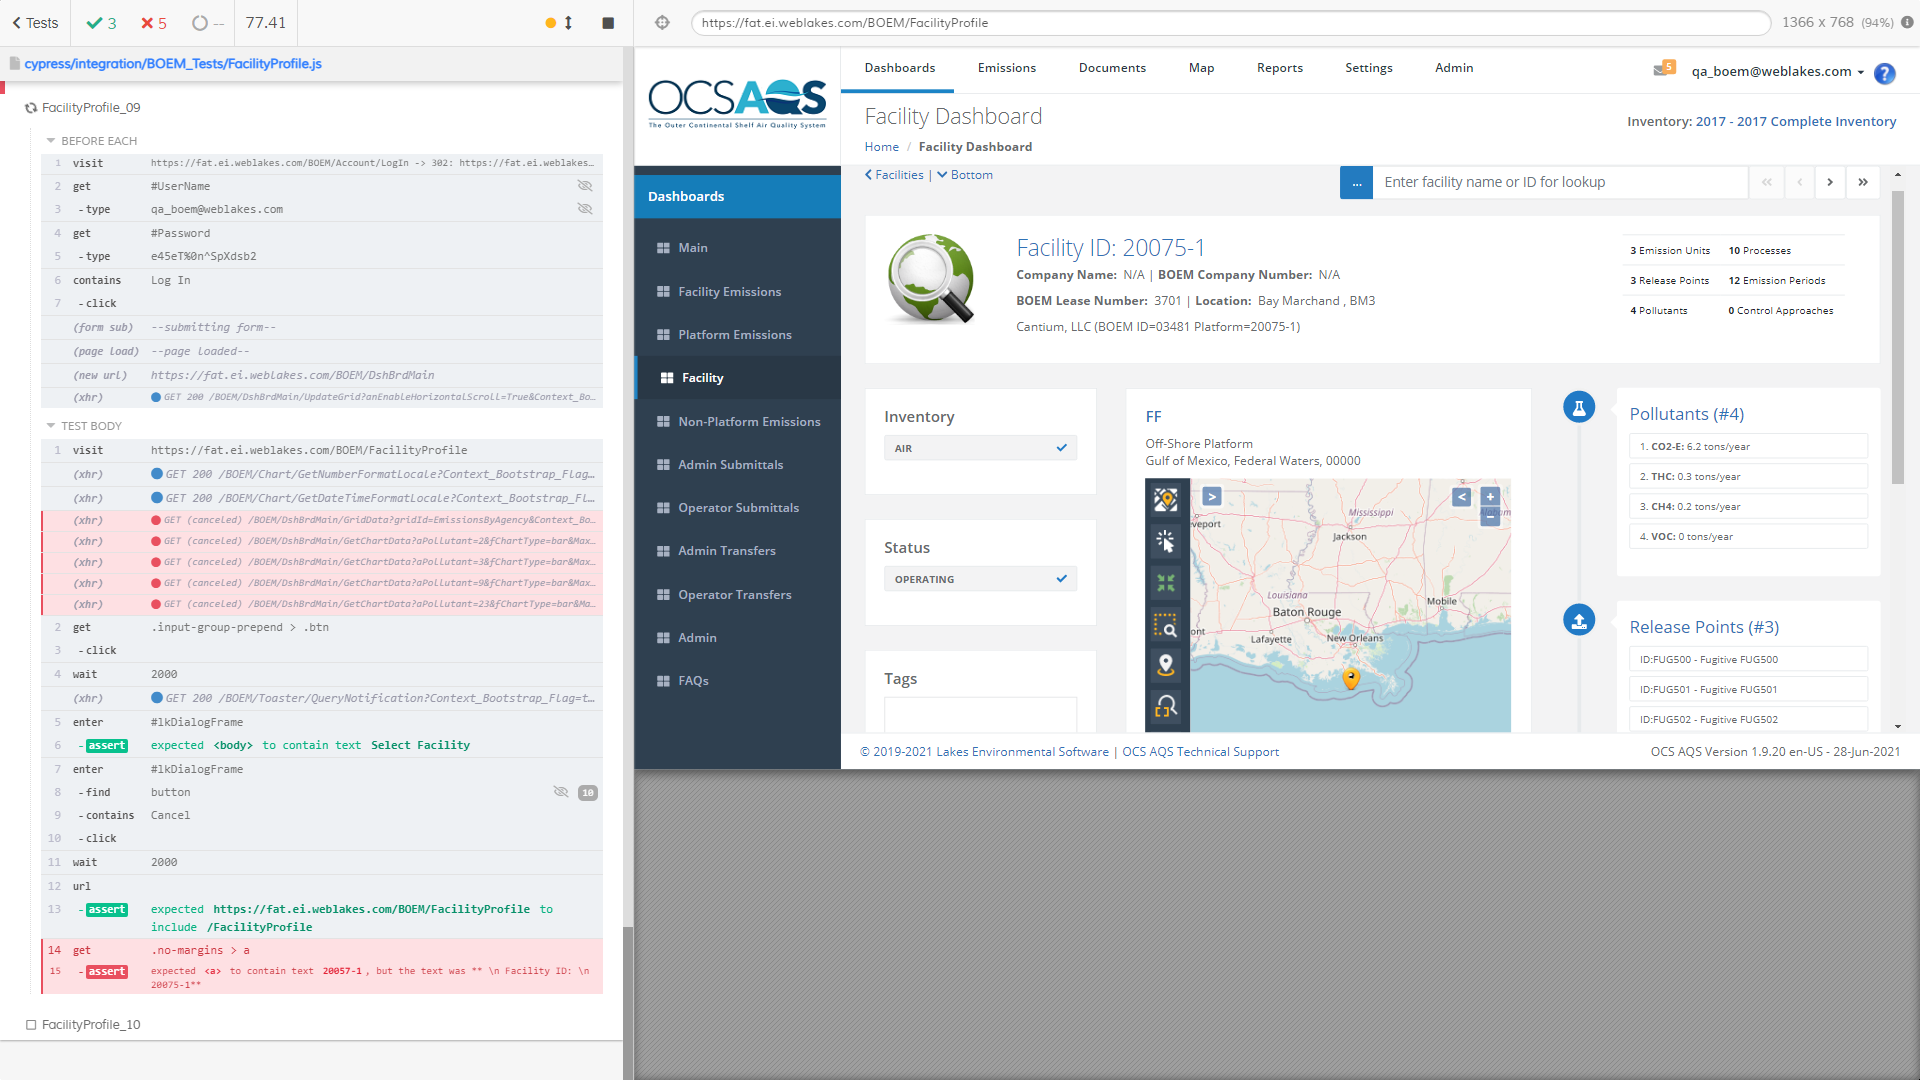 Tests
3
5
--
77.41
https://fat.ei.weblakes.com/BOEM/FacilityProfile
1366 x 768 (94%)
cypress/integration/BOEM_Tests/FacilityProfile.js
FacilityProfile_09
BEFORE EACH
1 visit https://fat.ei.weblakes.com/BOEM/Account/LogIn -> 302: https://fat.ei.weblakes...
2 get #UserName
3 -type qa_boem@weblakes.com
4 get #Password
5 -type e45eT%0n^SpXdsb2
6 contains Log In
7 -click
(form sub) --submitting form--
(page load) --page loaded--
(new url) https://fat.ei.weblakes.com/BOEM/DshBrdMain
(xhr) GET 200 /BOEM/DshBrdMain/UpdateGrid?anEnableHorizontalScroll=True&Context_Bo...
TEST BODY
1 visit https://fat.ei.weblakes.com/BOEM/FacilityProfile
(xhr) GET 200 /BOEM/Chart/GetNumberFormatLocale?Context_Bootstrap_Flag...
(xhr) GET 200 /BOEM/Chart/GetDateTimeFormatLocale?Context_Bootstrap_Fl...
(xhr) GET (canceled) /BOEM/DshBrdMain/GridData?gridId=EmissionsByAgency&Context_Bo...
(xhr) GET (canceled) /BOEM/DshBrdMain/GetChartData?aPollutant=2&fChartType=bar&Max...
(xhr) GET (canceled) /BOEM/DshBrdMain/GetChartData?aPollutant=3&fChartType=bar&Max...
(xhr) GET (canceled) /BOEM/DshBrdMain/GetChartData?aPollutant=9&fChartType=bar&Max...
(xhr) GET (canceled) /BOEM/DshBrdMain/GetChartData?aPollutant=23&fChartType=bar&Ma...
2 get .input-group-prepend > .btn
3 -click
4 wait 2000
(xhr) GET 200 /BOEM/Toaster/QueryNotification?Context_Bootstrap_Flag=t...
5 enter #lkDialogFrame
6 -assert expected <body> to contain text Select Facility
7 enter #lkDialogFrame
8 -find button 10
9 -contains Cancel
10 -click
11 wait 2000
12 url
13 -assert expected https://fat.ei.weblakes.com/BOEM/FacilityProfile to
include /FacilityProfile
14 get .no-margins > a
15 -assert expected <a> to contain text 20057-1, but the text was ** \n Facility ID: \n
20075-1**
FacilityProfile_10
OCSAQS
The Outer Continental Shelf Air Quality System
Dashboards Emissions Documents Map Reports Settings Admin
5
qa_boem@weblakes.com
?
Facility Dashboard
Home / Facility Dashboard
Inventory: 2017 - 2017 Complete Inventory
Facilities | Bottom
... Enter facility name or ID for lookup
Dashboards
Main
Facility Emissions
Platform Emissions
Facility
Non-Platform Emissions
Admin Submittals
Operator Submittals
Admin Transfers
Operator Transfers
Admin
FAQs
Facility ID: 20075-1
Company Name: N/A | BOEM Company Number: N/A
BOEM Lease Number: 3701 | Location: Bay Marchand , BM3
Cantium, LLC (BOEM ID=03481 Platform=20075-1)
3 Emission Units 10 Processes
3 Release Points 12 Emission Periods
4 Pollutants 0 Control Approaches
Inventory
AIR
Status
OPERATING
Tags
FF
Off-Shore Platform
Gulf of Mexico, Federal Waters, 00000
> < +
−
Mississippi
Alabam
veport
Jackson
Louisiana
Mobile
Baton Rouge
ont
Lafayette
New Orleans
Pollutants (#4)
1. CO2-E: 6.2 tons/year
2. THC: 0.3 tons/year
3. CH4: 0.2 tons/year
4. VOC: 0 tons/year
Release Points (#3)
ID:FUG500 - Fugitive FUG500
ID:FUG501 - Fugitive FUG501
ID:FUG502 - Fugitive FUG502
© 2019-2021 Lakes Environmental Software | OCS AQS Technical Support
OCS AQS Version 1.9.20 en-US - 28-Jun-2021